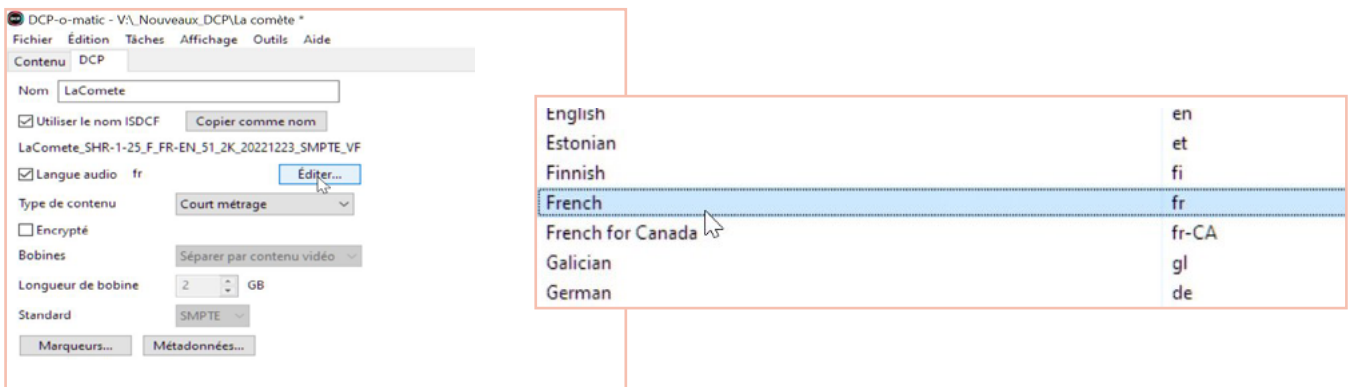 DCP-o-matic - V:\_Nouveaux_DCP\La comète *
Fichier Édition Tâches Affichage Outils Aide
Contenu DCP
Nom LaComete
Utiliser le nom ISDCF Copier comme nom
LaComete_SHR-1-25_F_FR-EN_51_2K_20221223_SMPTE_VF
Langue audio fr Éditer...
Type de contenu Court métrage
Encrypté
Bobines Séparer par contenu vidéo
Longueur de bobine 2 GB
Standard SMPTE
Marqueurs... Métadonnées...
English en
Estonian et
Finnish fi
French fr
French for Canada fr-CA
Galician gl
German de